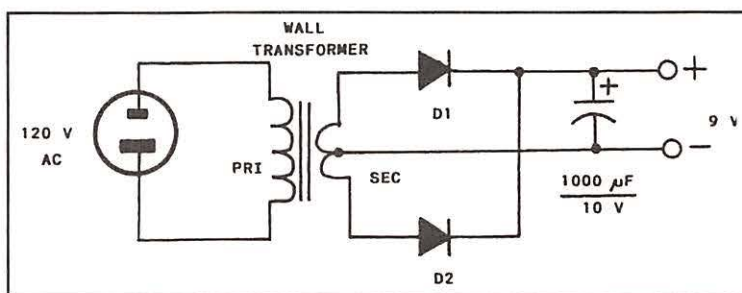 WALL
TRANSFORMER
120 V
AC
PRI
SEC
D1
D2
+
+
−
9 V
1000 µF
10 V